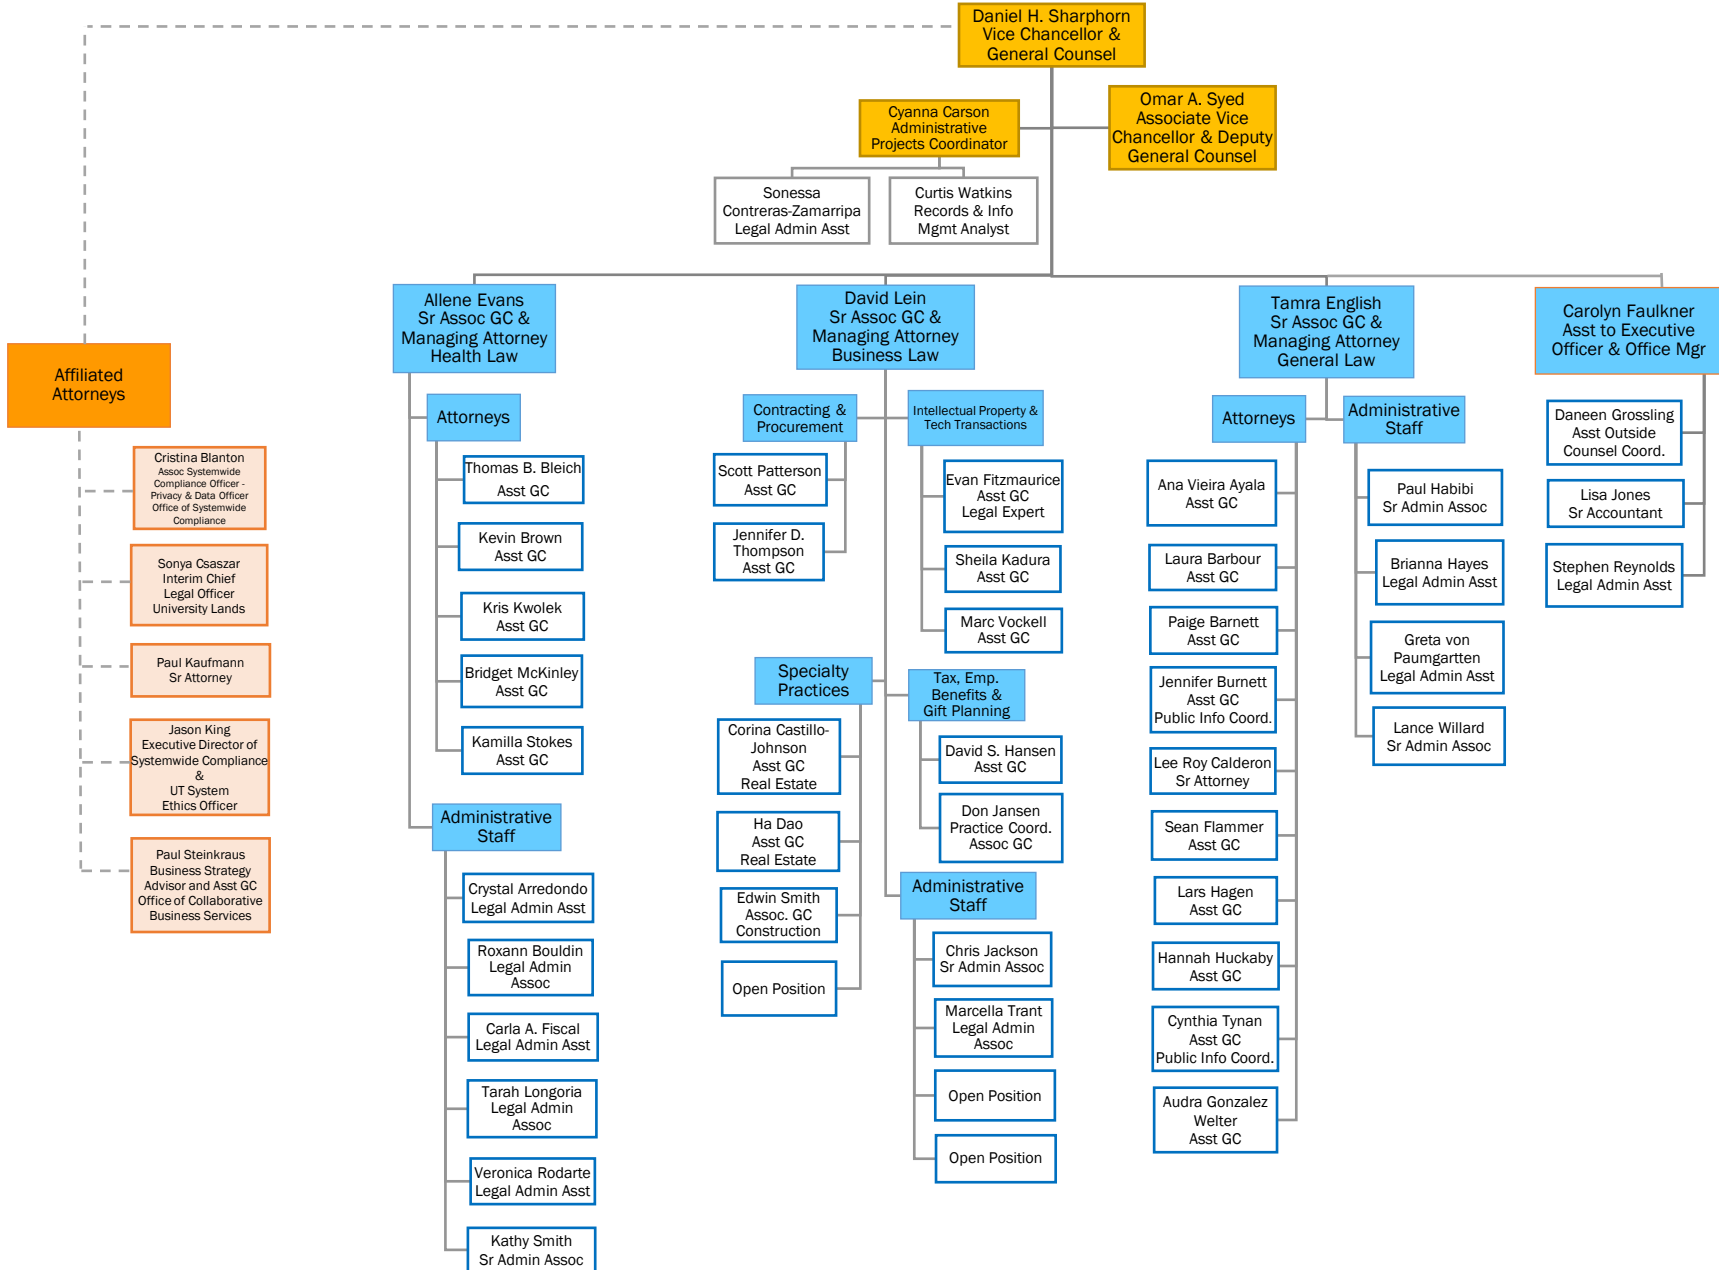 Daniel H. Sharphorn
Vice Chancellor &
General Counsel
Cyanna Carson
Administrative
Projects Coordinator
Omar A. Syed
Associate Vice
Chancellor & Deputy
General Counsel
Sonessa
Contreras-Zamarripa
Legal Admin Asst
Curtis Watkins
Records & Info
Mgmt Analyst
Affiliated
Attorneys
Cristina Blanton
Assoc Systemwide
Compliance Officer -
Privacy & Data Officer
Office of Systemwide
Compliance
Sonya Csaszar
Interim Chief
Legal Officer
University Lands
Paul Kaufmann
Sr Attorney
Jason King
Executive Director of
Systemwide Compliance
&
UT System
Ethics Officer
Paul Steinkraus
Business Strategy
Advisor and Asst GC
Office of Collaborative
Business Services
Allene Evans
Sr Assoc GC &
Managing Attorney
Health Law
Attorneys
Thomas B. Bleich
Asst GC
Kevin Brown
Asst GC
Kris Kwolek
Asst GC
Bridget McKinley
Asst GC
Kamilla Stokes
Asst GC
Administrative
Staff
Crystal Arredondo
Legal Admin Asst
Roxann Bouldin
Legal Admin
Assoc
Carla A. Fiscal
Legal Admin Asst
Tarah Longoria
Legal Admin
Assoc
Veronica Rodarte
Legal Admin Asst
Kathy Smith
Sr Admin Assoc
David Lein
Sr Assoc GC &
Managing Attorney
Business Law
Contracting &
Procurement
Scott Patterson
Asst GC
Jennifer D.
Thompson
Asst GC
Intellectual Property &
Tech Transactions
Evan Fitzmaurice
Asst GC
Legal Expert
Sheila Kadura
Asst GC
Marc Vockell
Asst GC
Specialty
Practices
Corina Castillo-
Johnson
Asst GC
Real Estate
Ha Dao
Asst GC
Real Estate
Edwin Smith
Assoc. GC
Construction
Open Position
Tax, Emp.
Benefits &
Gift Planning
David S. Hansen
Asst GC
Don Jansen
Practice Coord.
Assoc GC
Administrative
Staff
Chris Jackson
Sr Admin Assoc
Marcella Trant
Legal Admin
Assoc
Open Position
Open Position
Tamra English
Sr Assoc GC &
Managing Attorney
General Law
Attorneys
Ana Vieira Ayala
Asst GC
Laura Barbour
Asst GC
Paige Barnett
Asst GC
Jennifer Burnett
Asst GC
Public Info Coord.
Lee Roy Calderon
Sr Attorney
Sean Flammer
Asst GC
Lars Hagen
Asst GC
Hannah Huckaby
Asst GC
Cynthia Tynan
Asst GC
Public Info Coord.
Audra Gonzalez
Welter
Asst GC
Administrative
Staff
Paul Habibi
Sr Admin Assoc
Brianna Hayes
Legal Admin Asst
Greta von
Paumgartten
Legal Admin Asst
Lance Willard
Sr Admin Assoc
Carolyn Faulkner
Asst to Executive
Officer & Office Mgr
Daneen Grossling
Asst Outside
Counsel Coord.
Lisa Jones
Sr Accountant
Stephen Reynolds
Legal Admin Asst